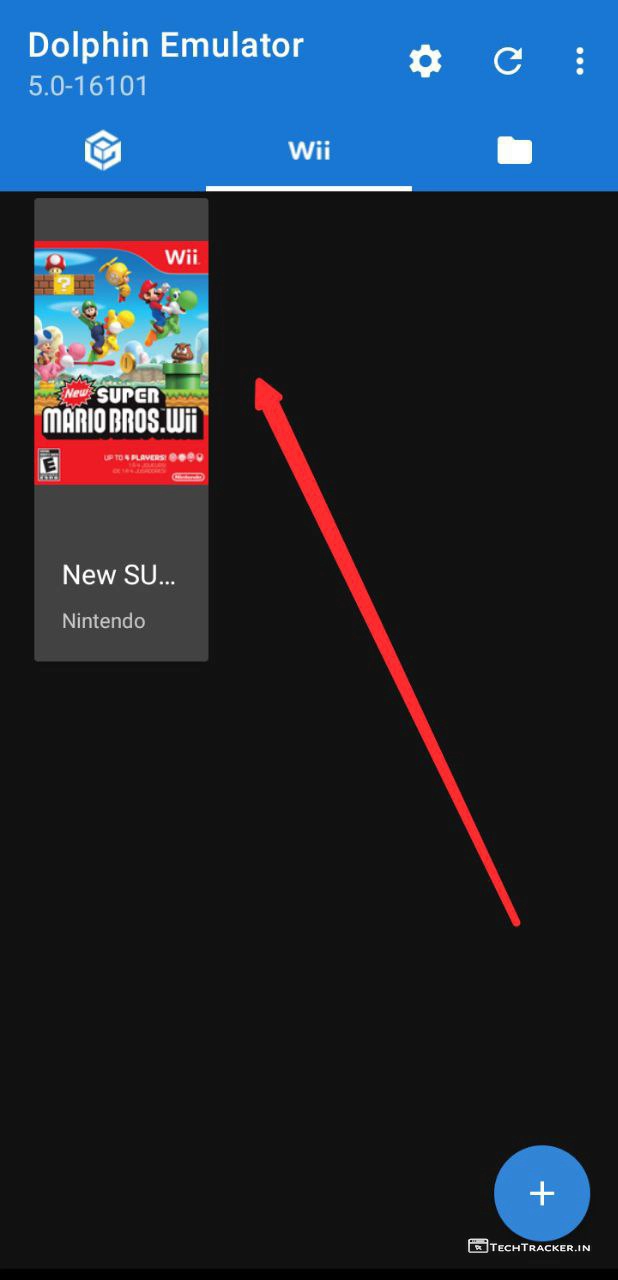 Dolphin Emulator
5.0-16101
Wii
Wii
New SUPER
MARIO BROS.Wii
UP TO 4 PLAYERS!
E
Nintendo
New SU...
Nintendo
TECHTRACKER.IN